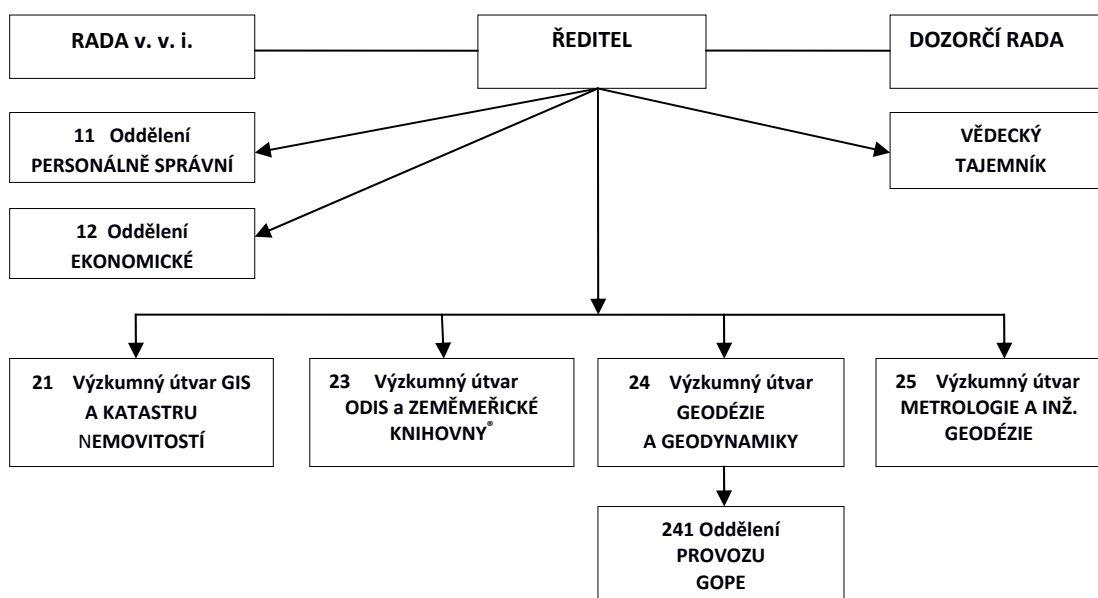 RADA v. v. i.
ŘEDITEL
DOZORČÍ RADA
11 Oddělení
PERSONÁLNĚ SPRÁVNÍ
VĚDECKÝ
TAJEMNÍK
12 Oddělení
EKONOMICKÉ
21 Výzkumný útvar GIS
A KATASTRU
NEMOVITOSTÍ
23 Výzkumný útvar
ODIS a ZEMĚMEŘICKÉ
KNIHOVNY®
24 Výzkumný útvar
GEODÉZIE
A GEODYNAMIKY
25 Výzkumný útvar
METROLOGIE A INŽ.
GEODÉZIE
241 Oddělení
PROVOZU
GOPE